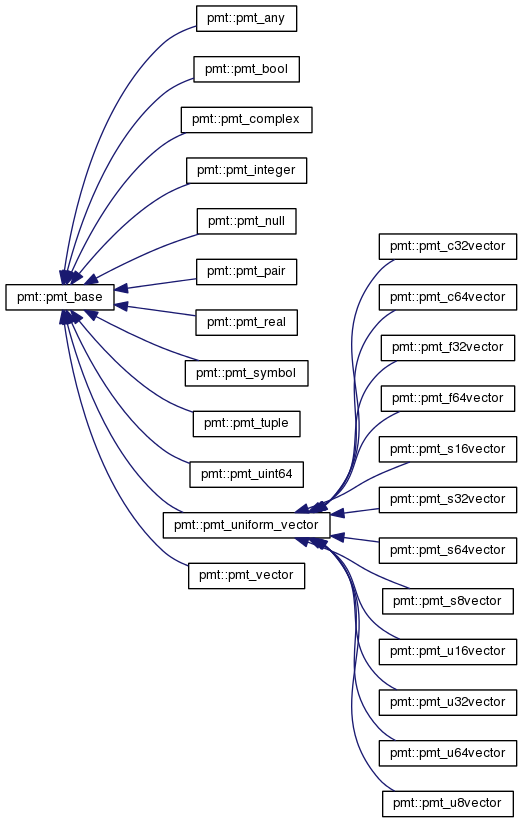 pmt::pmt_any
pmt::pmt_bool
pmt::pmt_complex
pmt::pmt_integer
pmt::pmt_null
pmt::pmt_pair
pmt::pmt_base
pmt::pmt_real
pmt::pmt_symbol
pmt::pmt_tuple
pmt::pmt_uint64
pmt::pmt_uniform_vector
pmt::pmt_vector
pmt::pmt_c32vector
pmt::pmt_c64vector
pmt::pmt_f32vector
pmt::pmt_f64vector
pmt::pmt_s16vector
pmt::pmt_s32vector
pmt::pmt_s64vector
pmt::pmt_s8vector
pmt::pmt_u16vector
pmt::pmt_u32vector
pmt::pmt_u64vector
pmt::pmt_u8vector